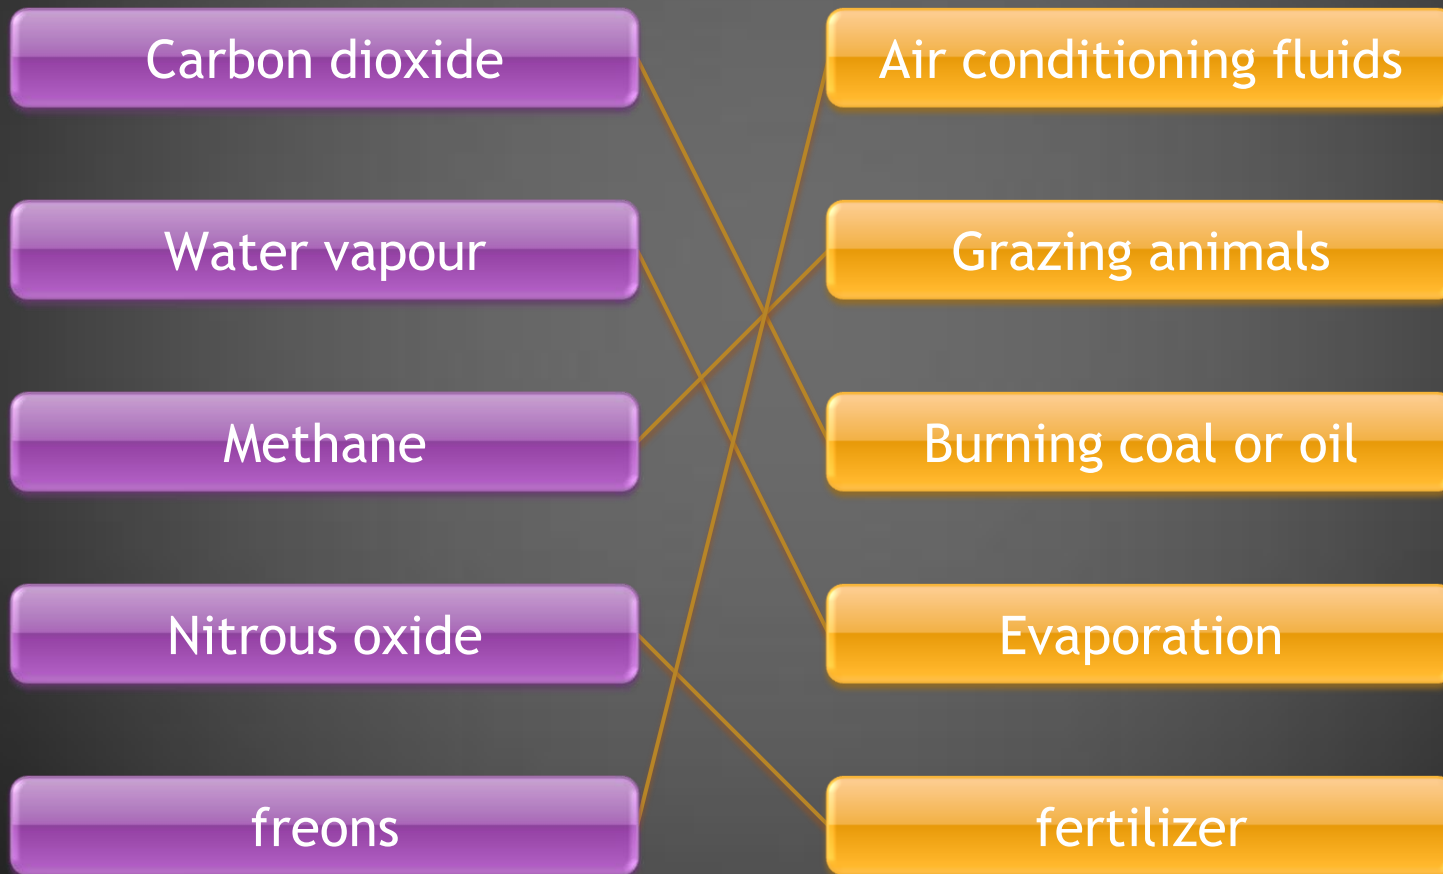 Carbon dioxide
Air conditioning fluids
Water vapour
Grazing animals
Methane
Burning coal or oil
Nitrous oxide
Evaporation
freons
fertilizer